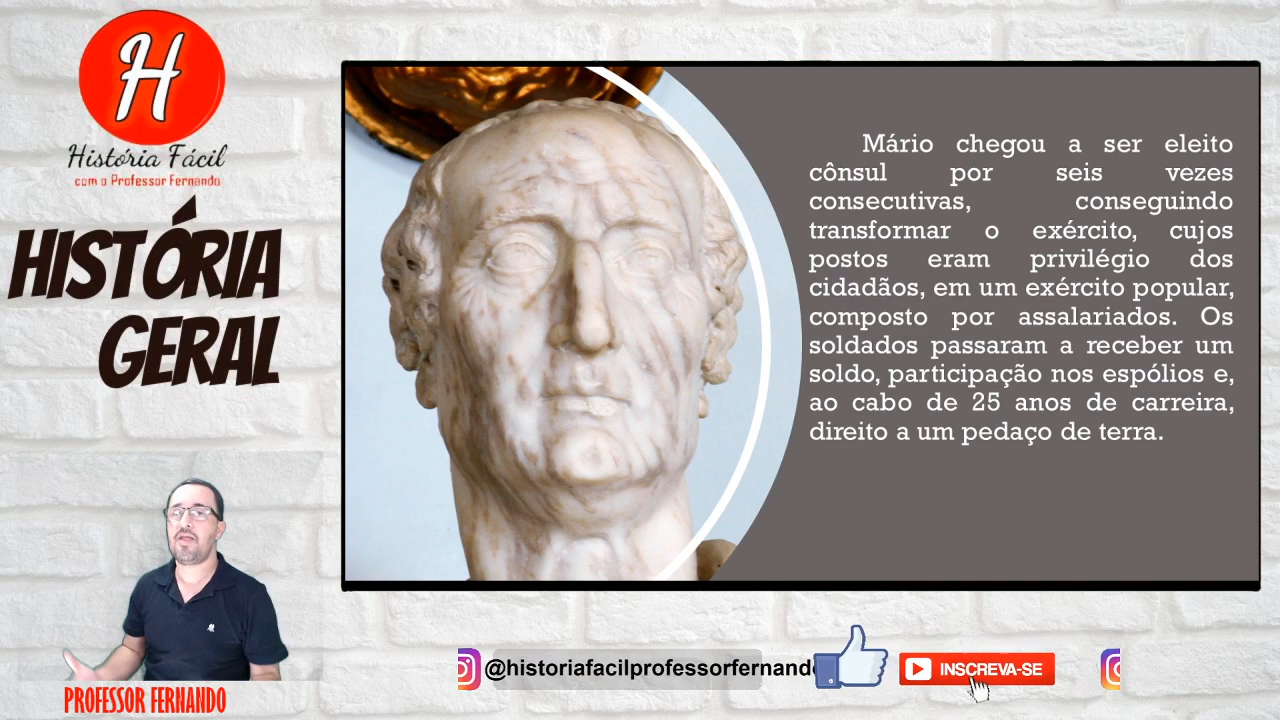 H
História Fácil
com o Professor Fernando
HISTÓRIA
GERAL
Mário chegou a ser eleito
cônsul por seis vezes
consecutivas, conseguindo
transformar o exército, cujos
postos eram privilégio dos
cidadãos, em um exército popular,
composto por assalariados. Os
soldados passaram a receber um
soldo, participação nos espólios e,
ao cabo de 25 anos de carreira,
direito a um pedaço de terra.
@historiafacilprofessorfernand
INSCREVA-SE
PROFESSOR FERNANDO